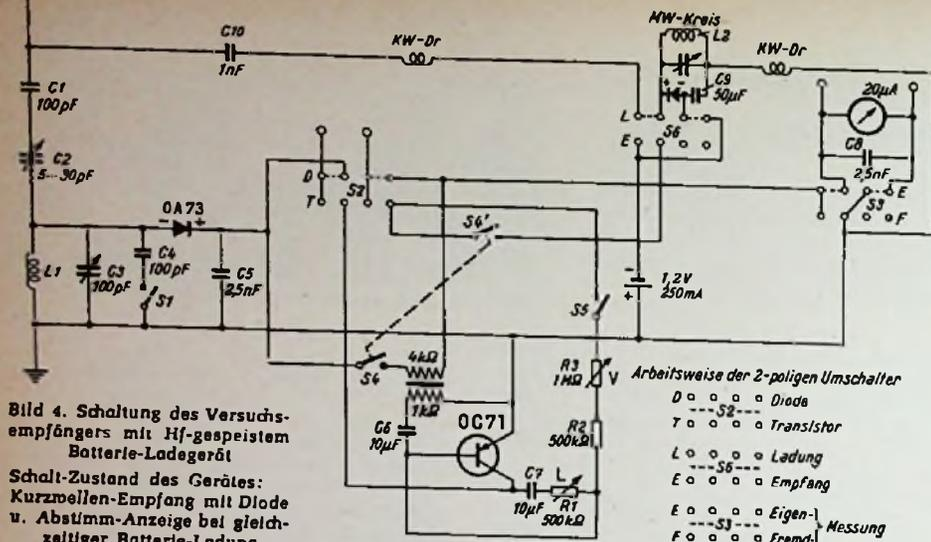 C10
1nF
KW-Dr
MW-Kreis
L2
KW-Dr
C9
50µF
+ -
20µA
C1
100pF
C2
5--30pF
L
S6
E
C8
2,5nF
D
S2
T
E
S3
F
OA73
- +
S4'
L1
C3
100pF
C4
100pF
S1
C5
2,5nF
-
+
1,2V
250mA
S5
4kΩ
S4
1kΩ
R3
1MΩ
V
C6
10µF
OC71
R2
500kΩ
C7
10µF
L
R1
500kΩ
Arbeitsweise der 2-poligen Umschalter
D Diode
---S2---
T Transistor
L Ladung
---S6---
E Empfang
E Eigen-
---S3--- } Messung
F Fremd-
Bild 4. Schaltung des Versuchs-
empfängers mit Hf-gespeistem
Batterie-Ladegerät
Schalt-Zustand des Gerätes:
Kurzwellen-Empfang mit Diode
u. Abstimm-Anzeige bei gleich-
zeitiger Batterie-Ladung